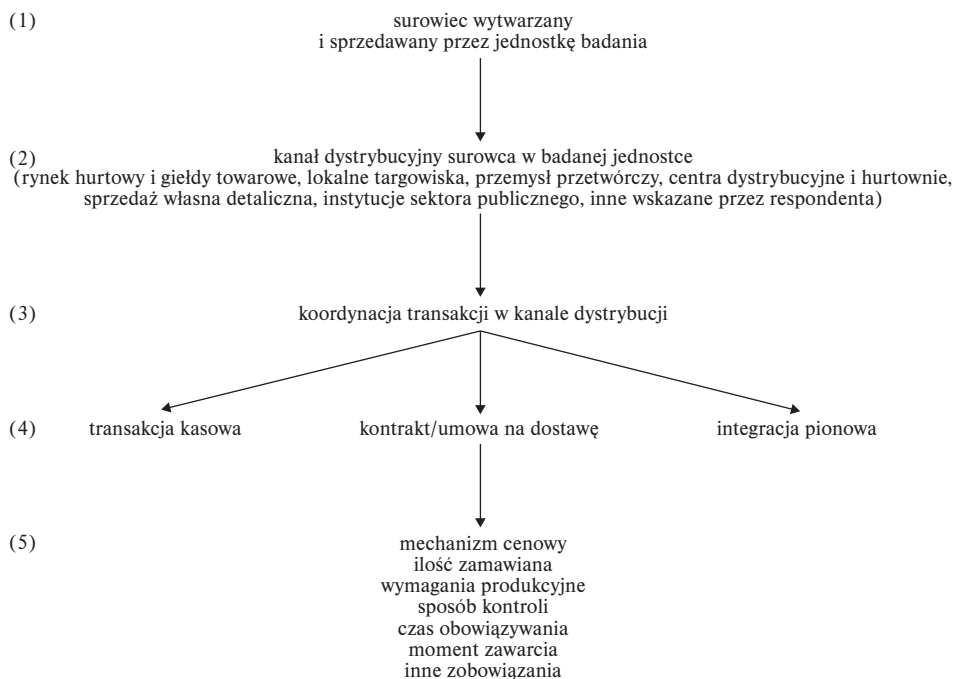 (1) surowiec wytwarzany
i sprzedawany przez jednostkę badania
(2) kanał dystrybucyjny surowca w badanej jednostce
(rynek hurtowy i giełdy towarowe, lokalne targowiska, przemysł przetwórczy, centra dystrybucyjne i hurtownie,
sprzedaż własna detaliczna, instytucje sektora publicznego, inne wskazane przez respondenta)
(3) koordynacja transakcji w kanale dystrybucji
(4) transakcja kasowa kontrakt/umowa na dostawę integracja pionowa
(5) mechanizm cenowy
ilość zamawiana
wymagania produkcyjne
sposób kontroli
czas obowiązywania
moment zawarcia
inne zobowiązania